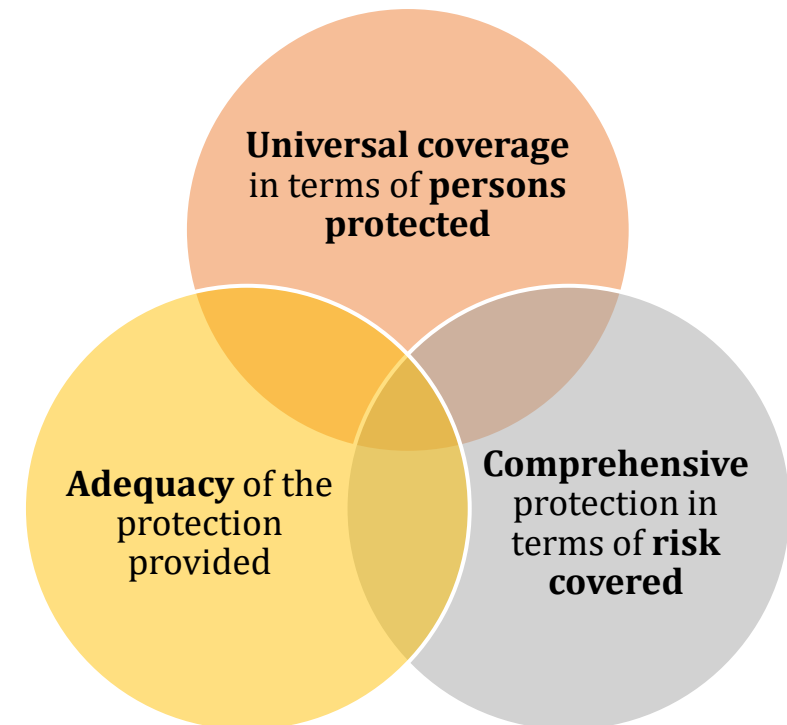 Universal coverage
in terms of persons
protected
Adequacy of the
protection
provided
Comprehensive
protection in
terms of risk
covered